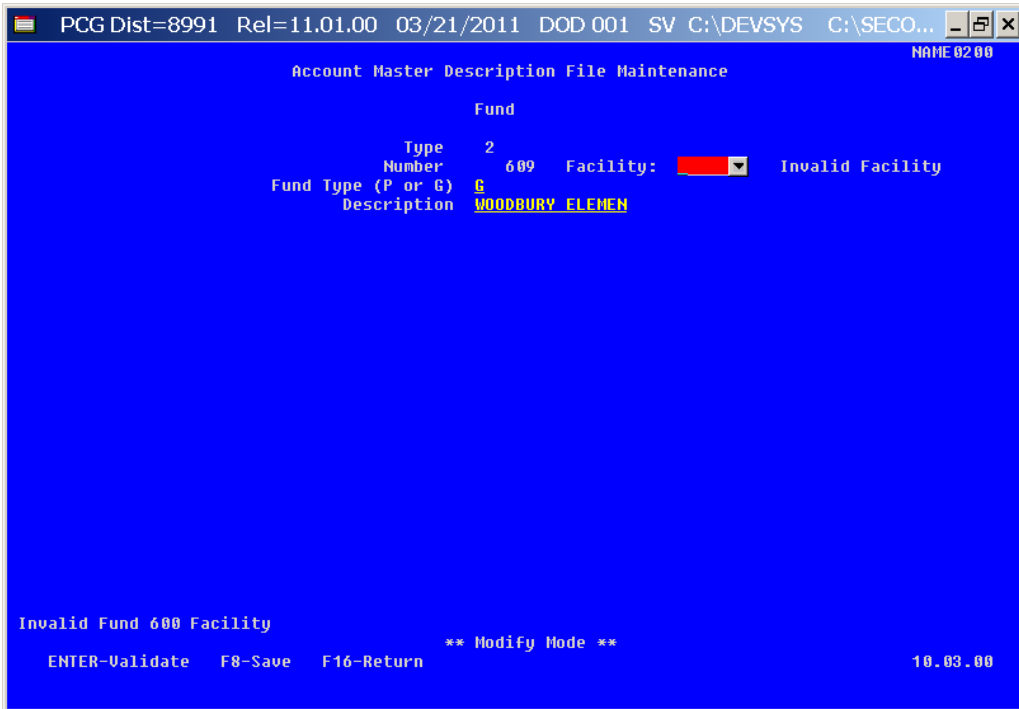 PCG Dist=8991 Rel=11.01.00 03/21/2011 DOD 001 SV C:\DEVSYS C:\SECO...
NAME0200
Account Master Description File Maintenance
Fund
Type 2
Number 609 Facility: Invalid Facility
Fund Type (P or G) G
Description WOODBURY ELEMEN
Invalid Fund 600 Facility
** Modify Mode **
ENTER-Validate F8-Save F16-Return 10.03.00